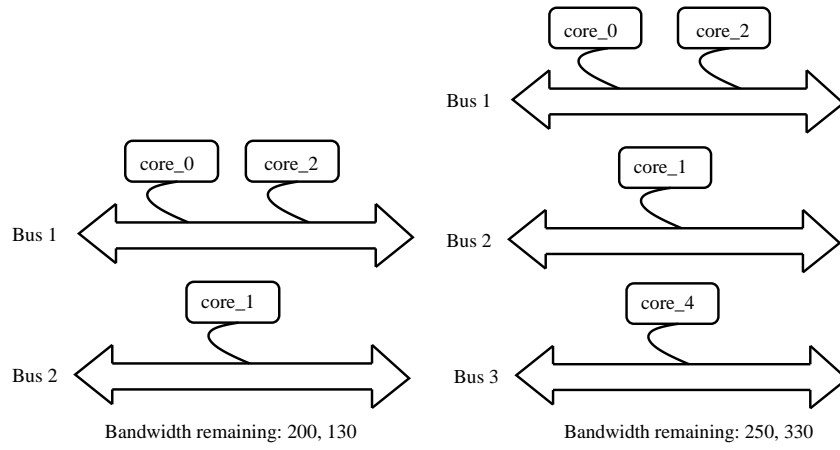 core_0
core_2
Bus 1
core_1
Bus 2
Bandwidth remaining: 200, 130
core_0
core_2
Bus 1
core_1
Bus 2
core_4
Bus 3
Bandwidth remaining: 250, 330